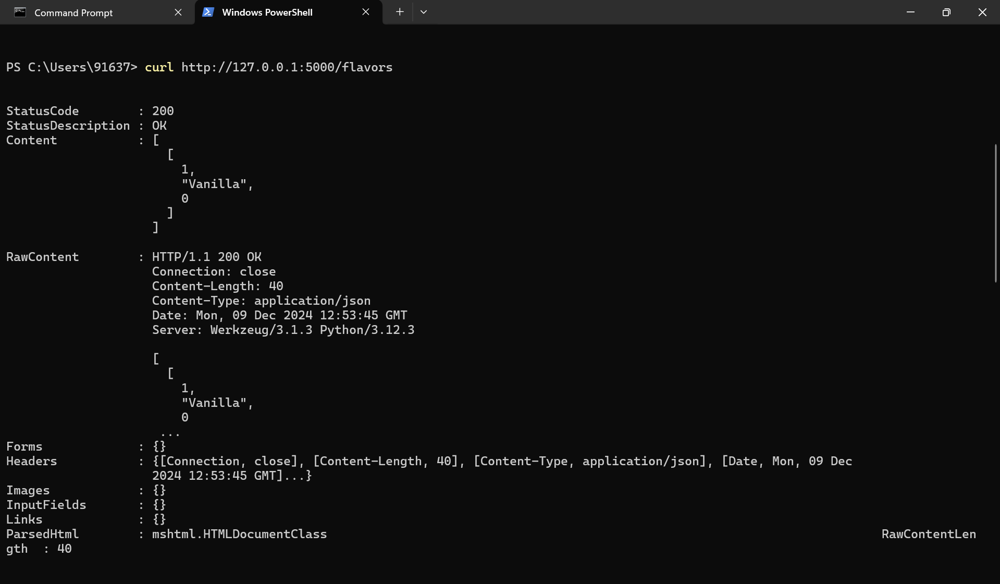 Command Prompt
Windows PowerShell
PS C:\Users\91637> curl http://127.0.0.1:5000/flavors
StatusCode        : 200
StatusDescription : OK
Content           : [
                      [
                        1,
                        "Vanilla",
                        0
                      ]
                    ]
RawContent        : HTTP/1.1 200 OK
                    Connection: close
                    Content-Length: 40
                    Content-Type: application/json
                    Date: Mon, 09 Dec 2024 12:53:45 GMT
                    Server: Werkzeug/3.1.3 Python/3.12.3
                    [
                      [
                        1,
                        "Vanilla",
                        0
                     ...
Forms             : {}
Headers           : {[Connection, close], [Content-Length, 40], [Content-Type, application/json], [Date, Mon, 09 Dec
                    2024 12:53:45 GMT]...}
Images            : {}
InputFields       : {}
Links             : {}
ParsedHtml        : mshtml.HTMLDocumentClass RawContentLen
gth  : 40